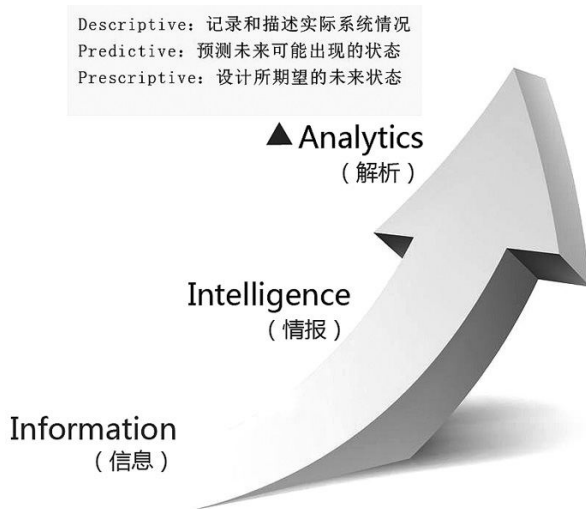 Descriptive: 记录和描述实际系统情况
Predictive: 预测未来可能出现的状态
Prescriptive: 设计所期望的未来状态
▲ Analytics
（解析）
Intelligence
（情报）
Information
（信息）